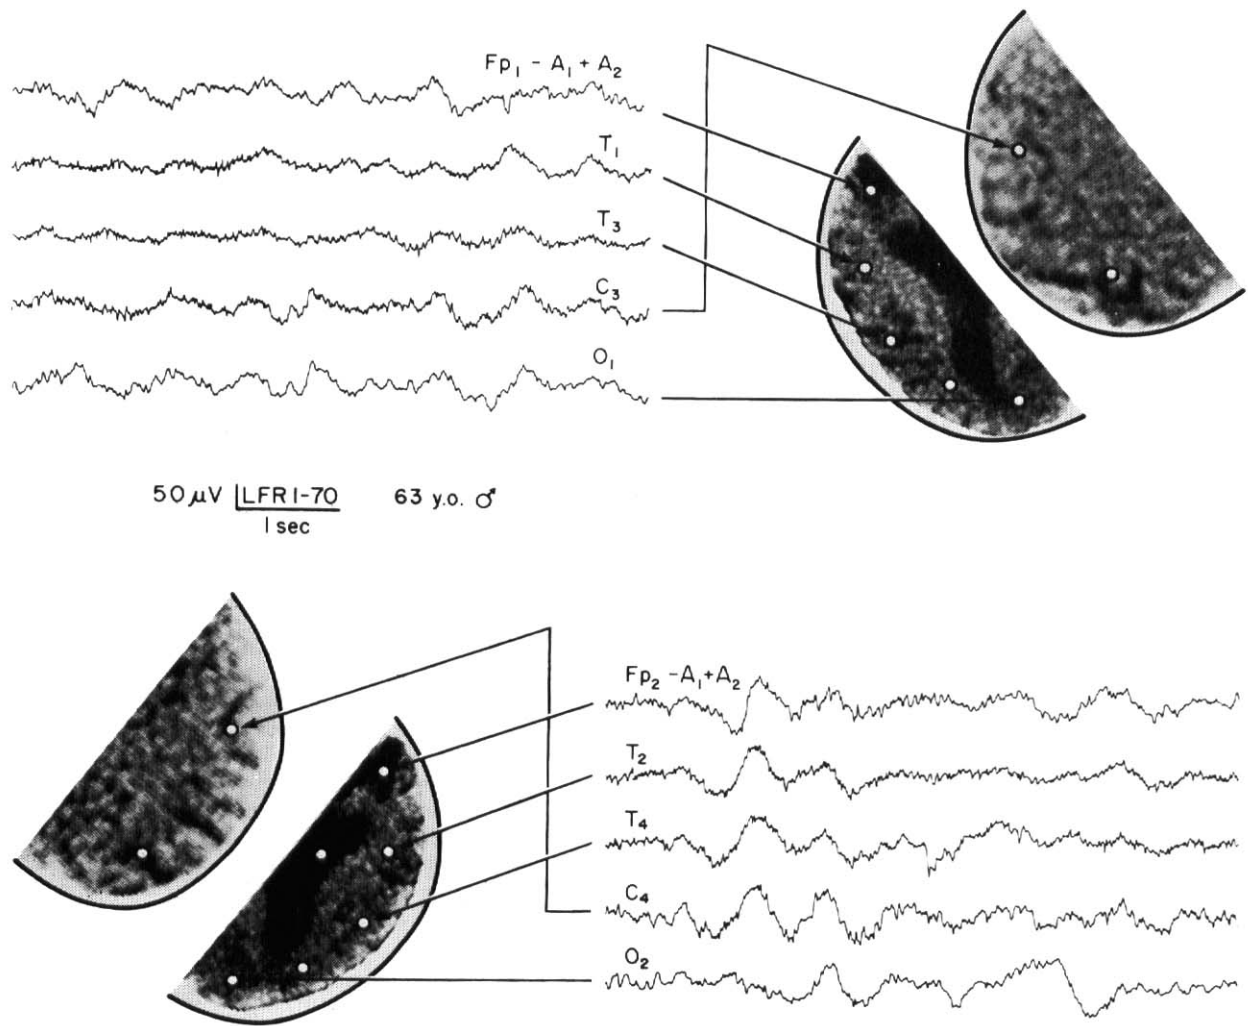 Fp₁ - A₁ + A₂
T₁
T₃
C₃
O₁
50 μV LFR 1-70 63 y.o. ♂
1 sec
Fp₂ -A₁+A₂
T₂
T₄
C₄
O₂